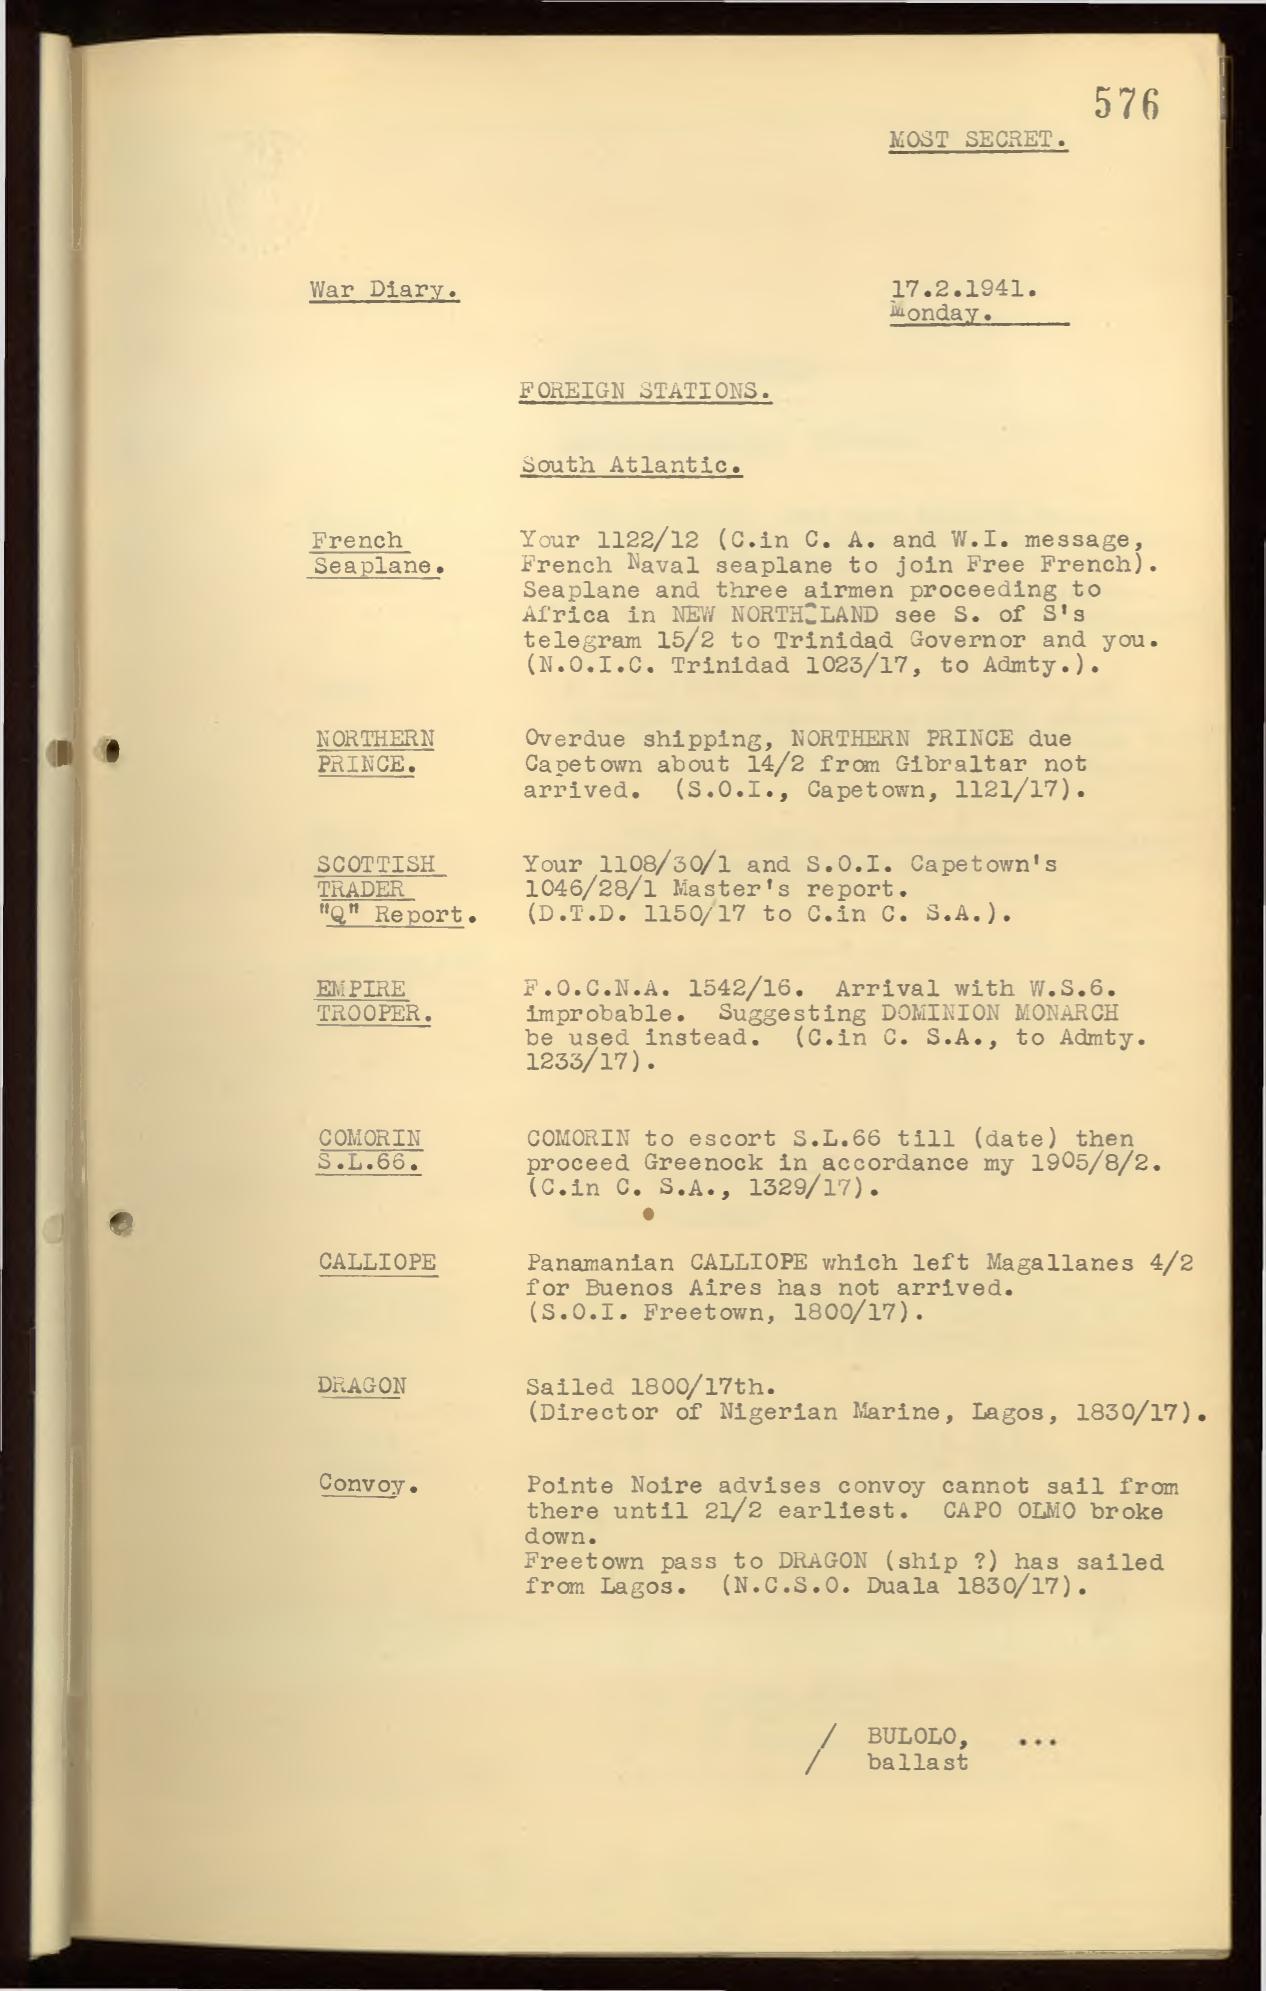 576
MOST SECRET.
War Diary.
17.2.1941.
Monday.
FOREIGN STATIONS.
South Atlantic.
French
Seaplane.
Your 1122/12 (C.in C. A. and W.I. message,
French Naval seaplane to join Free French).
Seaplane and three airmen proceeding to
Africa in NEW NORTH-LAND see S. of S's
telegram 15/2 to Trinidad Governor and you.
(N.O.I.C. Trinidad 1023/17, to Admty.).
NORTHERN
PRINCE.
Overdue shipping, NORTHERN PRINCE due
Capetown about 14/2 from Gibraltar not
arrived. (S.O.I., Capetown, 1121/17).
SCOTTISH
TRADER
"Q" Report.
Your 1108/30/1 and S.O.I. Capetown's
1046/28/1 Master's report.
(D.T.D. 1150/17 to C.in C. S.A.).
EMPIRE
TROOPER.
F.O.C.N.A. 1542/16. Arrival with W.S.6.
improbable. Suggesting DOMINION MONARCH
be used instead. (C.in C. S.A., to Admty.
1233/17).
COMORIN
S.L.66.
COMORIN to escort S.L.66 till (date) then
proceed Greenock in accordance my 1905/8/2.
(C.in C. S.A., 1329/17).
CALLIOPE
Panamanian CALLIOPE which left Magallanes 4/2
for Buenos Aires has not arrived.
(S.O.I. Freetown, 1800/17).
DRAGON
Sailed 1800/17th.
(Director of Nigerian Marine, Lagos, 1830/17).
Convoy.
Pointe Noire advises convoy cannot sail from
there until 21/2 earliest. CAPO OLMO broke
down.
Freetown pass to DRAGON (ship ?) has sailed
from Lagos. (N.C.S.O. Duala 1830/17).
/ BULOLO, ...
/ ballast